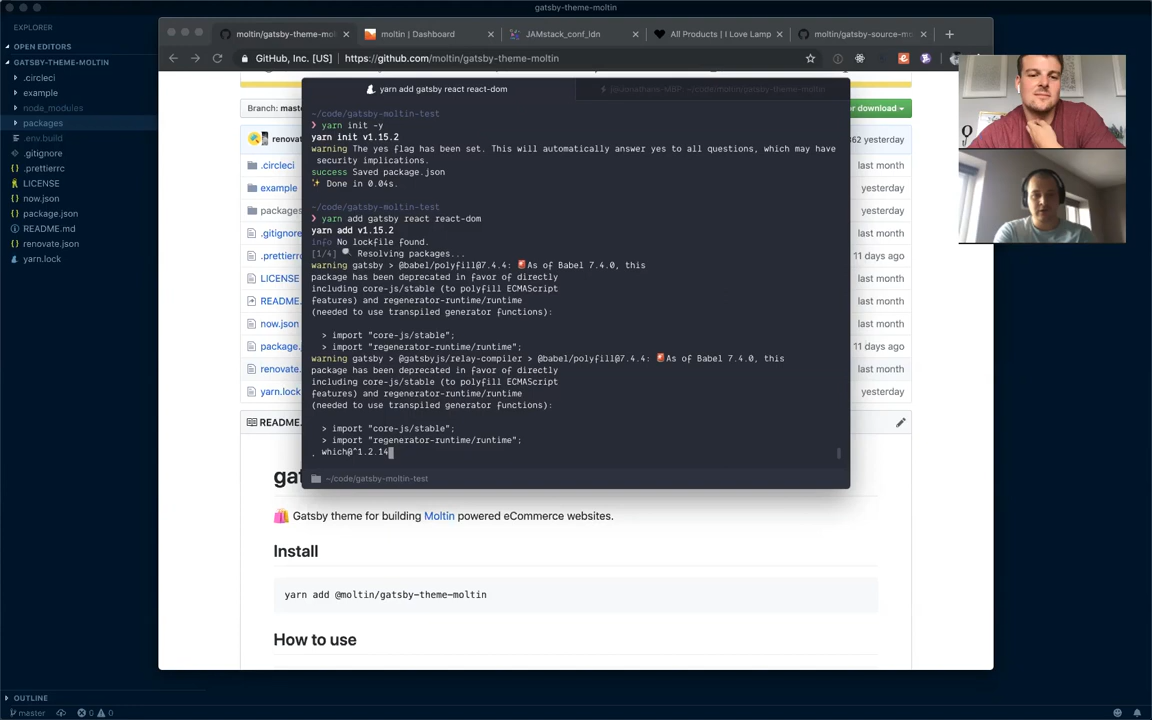 gatsby-theme-moltin
EXPLORER
OPEN EDITORS
GATSBY-THEME-MOLTIN
.circleci
example
node_modules
packages
.env.build
.gitignore
.prettierrc
LICENSE
now.json
package.json
README.md
renovate.json
yarn.lock
OUTLINE
master
0
0
moltin/gatsby-theme-mol
moltin | Dashboard
JAMstack_conf_ldn
All Products | I Love Lamp
moltin/gatsby-source-m
GitHub, Inc. [US]
https://github.com/moltin/gatsby-theme-moltin
Branch: mast
or download
renovat
362 yesterday
.circleci
last month
example
yesterday
packages
yesterday
.gitignore
last month
.prettierrc
11 days ago
LICENSE
last month
README.
yesterday
now.json
last month
package.
11 days ago
renovate.
last month
yarn.lock
yesterday
README.
gat
🛍 Gatsby theme for building Moltin powered eCommerce websites.
Install
yarn add @moltin/gatsby-theme-moltin
How to use
yarn add gatsby react react-dom
~/code/gatsby-moltin-test
❯ yarn init -y
yarn init v1.15.2
warning The yes flag has been set. This will automatically answer yes to all questions, which may have
security implications.
success Saved package.json
✨ Done in 0.04s.
~/code/gatsby-moltin-test
❯ yarn add gatsby react react-dom
yarn add v1.15.2
info No lockfile found.
[1/4] 🔍 Resolving packages...
warning gatsby > @babel/polyfill@7.4.4: 🚨As of Babel 7.4.0, this
package has been deprecated in favor of directly
including core-js/stable (to polyfill ECMAScript
features) and regenerator-runtime/runtime
(needed to use transpiled generator functions):
> import "core-js/stable";
> import "regenerator-runtime/runtime";
warning gatsby > @gatsbyjs/relay-compiler > @babel/polyfill@7.4.4: 🚨As of Babel 7.4.0, this
package has been deprecated in favor of directly
including core-js/stable (to polyfill ECMAScript
features) and regenerator-runtime/runtime
(needed to use transpiled generator functions):
> import "core-js/stable";
> import "regenerator-runtime/runtime";
. which@^1.2.14
~/code/gatsby-moltin-test